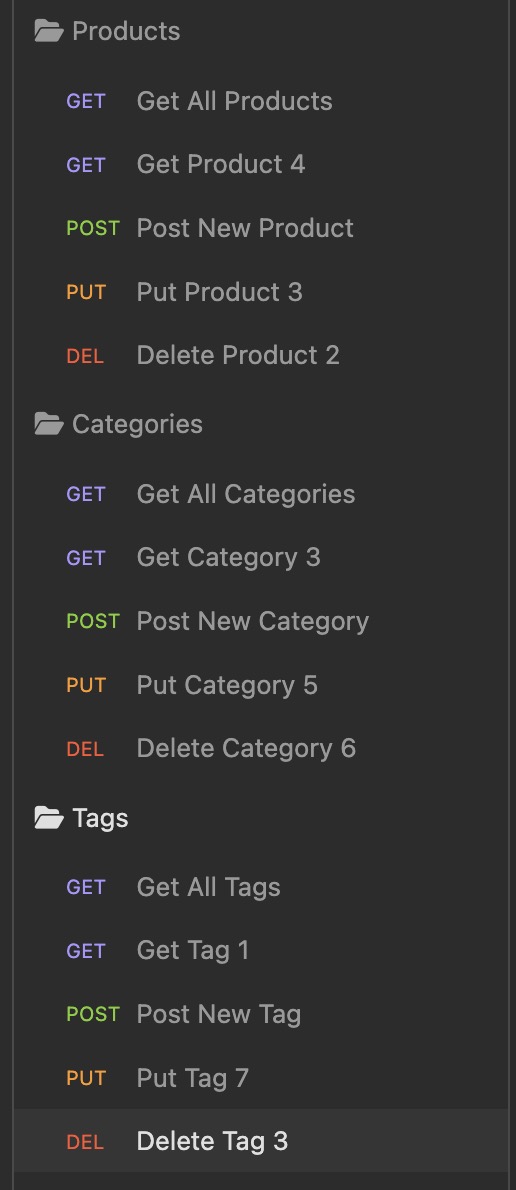 Products
GET Get All Products
GET Get Product 4
POST Post New Product
PUT Put Product 3
DEL Delete Product 2
Categories
GET Get All Categories
GET Get Category 3
POST Post New Category
PUT Put Category 5
DEL Delete Category 6
Tags
GET Get All Tags
GET Get Tag 1
POST Post New Tag
PUT Put Tag 7
DEL Delete Tag 3